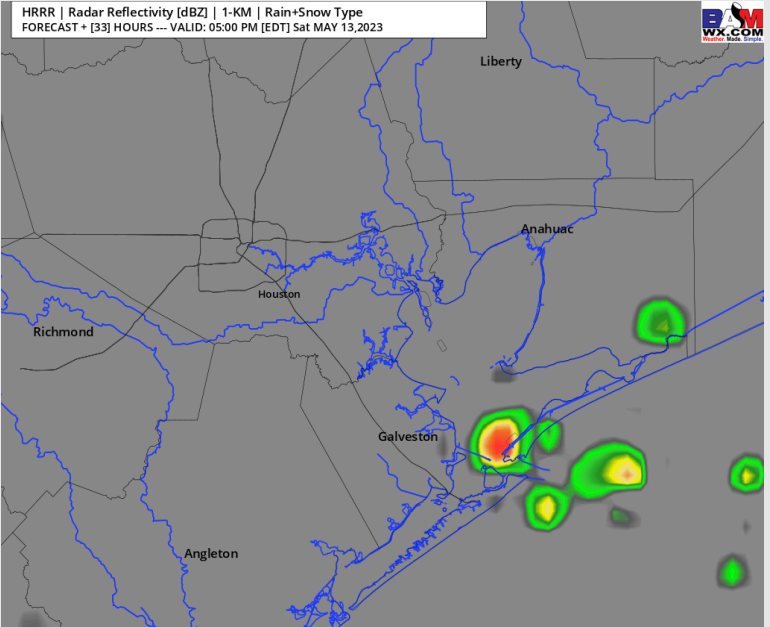 HRRR | Radar Reflectivity [dBZ] | 1-KM | Rain+Snow Type
FORECAST + [33] HOURS --- VALID: 05:00 PM [EDT] Sat MAY 13,2023
BAM
WX.COM
Weather. Made. Simple.
Liberty
Anahuac
Houston
Richmond
Galveston
Angleton